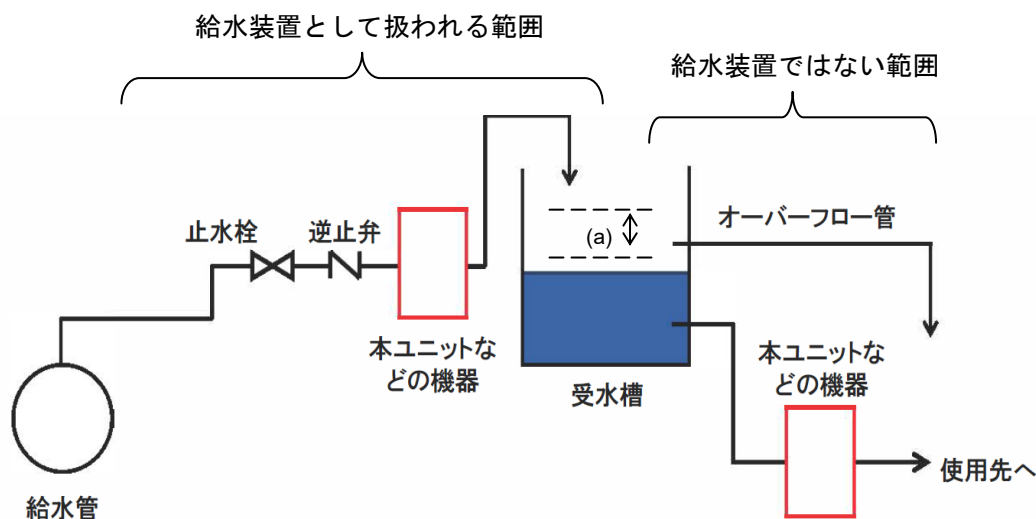 給水装置として扱われる範囲
給水装置ではない範囲
止水栓
逆止弁
(a)
オーバーフロー管
本ユニットな
どの機器
受水槽
本ユニットな
どの機器
使用先へ
給水管